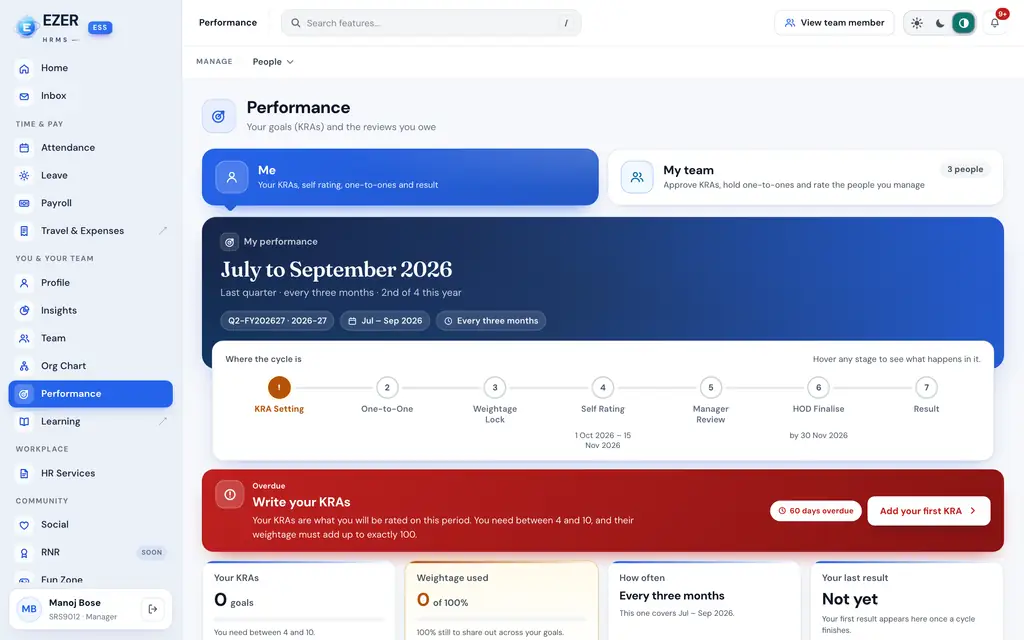 EZER
HRMS
ESS
Home
Inbox
TIME & PAY
Attendance
Leave
Payroll
Travel & Expenses
YOU & YOUR TEAM
Profile
Insights
Team
Org Chart
Performance
Learning
WORKPLACE
HR Services
COMMUNITY
Social
RNR
SOON
Fun Zone
MB
Manoj Bose
SRS9012 · Manager
Performance
Search features...
/
View team member
9+
MANAGE
People
Performance
Your goals (KRAs) and the reviews you owe
Me
Your KRAs, self rating, one-to-ones and result
My team
Approve KRAs, hold one-to-ones and rate the people you manage
3 people
My performance
July to September 2026
Last quarter · every three months · 2nd of 4 this year
Q2-FY202627 · 2026-27
Jul – Sep 2026
Every three months
Where the cycle is
Hover any stage to see what happens in it.
1
KRA Setting
2
One-to-One
3
Weightage
Lock
4
Self Rating
1 Oct 2026 – 15
Nov 2026
5
Manager
Review
6
HOD Finalise
by 30 Nov 2026
7
Result
Overdue
Write your KRAs
Your KRAs are what you will be rated on this period. You need between 4 and 10, and their
weightage must add up to exactly 100.
60 days overdue
Add your first KRA
Your KRAs
0 goals
You need between 4 and 10.
Weightage used
0 of 100%
100% still to share out across your goals.
How often
Every three months
This one covers Jul – Sep 2026.
Your last result
Not yet
Your first result appears here once a cycle
finishes.